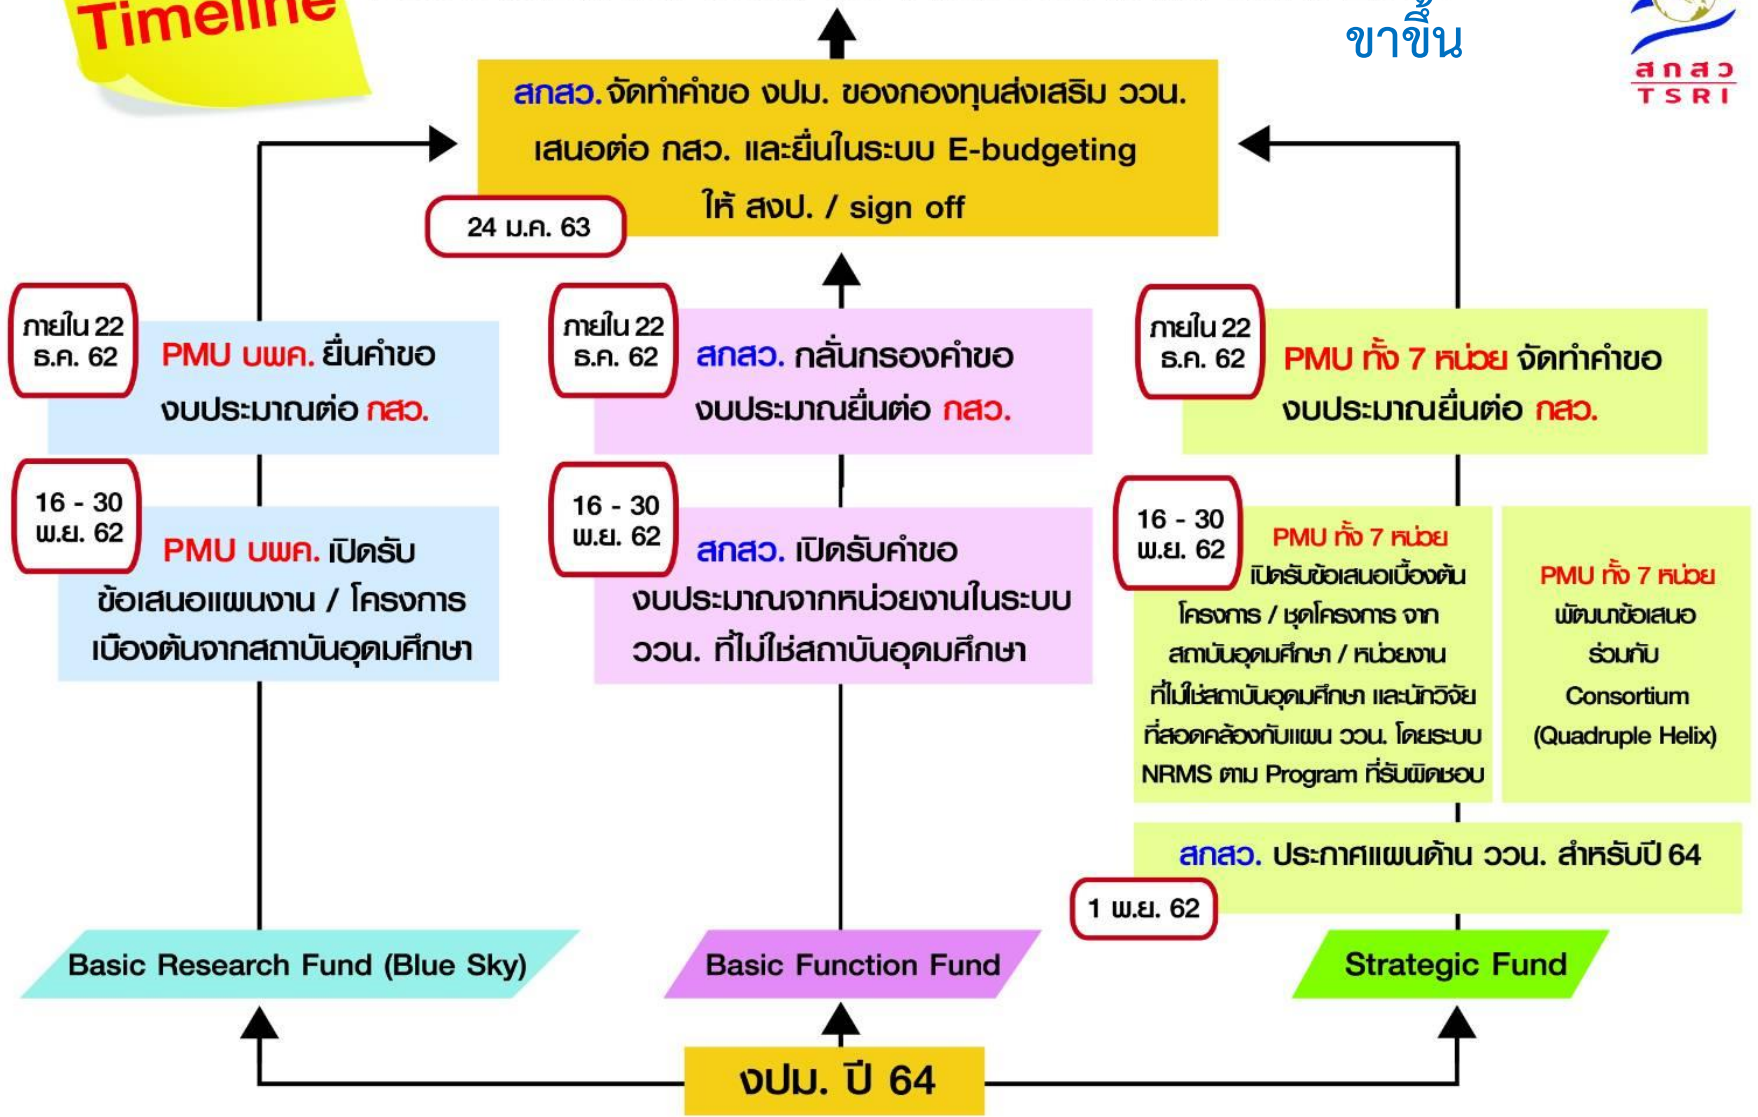 Timeline
ขาขึ้น
สกสว
TSRI
สกสว. จัดทำคำขอ งปม. ของกองทุนส่งเสริม ววน.
เสนอต่อ กสว. และยื่นในระบบ E-budgeting
ให้ สงป. / sign off
24 ม.ค. 63
ภายใน 22
ธ.ค. 62
PMU บพค. ยื่นคำขอ
งบประมาณต่อ กสว.
ภายใน 22
ธ.ค. 62
สกสว. กลั่นกรองคำขอ
งบประมาณยื่นต่อ กสว.
ภายใน 22
ธ.ค. 62
PMU ทั้ง 7 หน่วย จัดทำคำขอ
งบประมาณยื่นต่อ กสว.
16 - 30
พ.ย. 62
PMU บพค. เปิดรับ
ข้อเสนอแผนงาน / โครงการ
เบืองต้นจากสถาบันอุดมศึกษา
16 - 30
พ.ย. 62
สกสว. เปิดรับคำขอ
งบประมาณจากหน่วยงานในระบบ
ววน. ที่ไม่ใช่สถาบันอุดมศึกษา
16 - 30
พ.ย. 62
PMU ทั้ง 7 หน่วย
เปิดรับข้อเสนอเบื้องต้น
โครงการ / ชุดโครงการ จาก
สถาบันอุดมศึกษา / หน่วยงาน
ที่ไม่ใช่สถาบันอุดมศึกษา และนักวิจัย
ที่สอดคล้องกับแผน ววน. โดยระบบ
NRMS ตาม Program ที่รับผิดชอบ
PMU ทั้ง 7 หน่วย
พัฒนาข้อเสนอ
ร่วมกับ
Consortium
(Quadruple Helix)
สกสว. ประกาศแผนด้าน ววน. สำหรับปี 64
1 พ.ย. 62
Basic Research Fund (Blue Sky)
Basic Function Fund
Strategic Fund
งปม. ปี 64